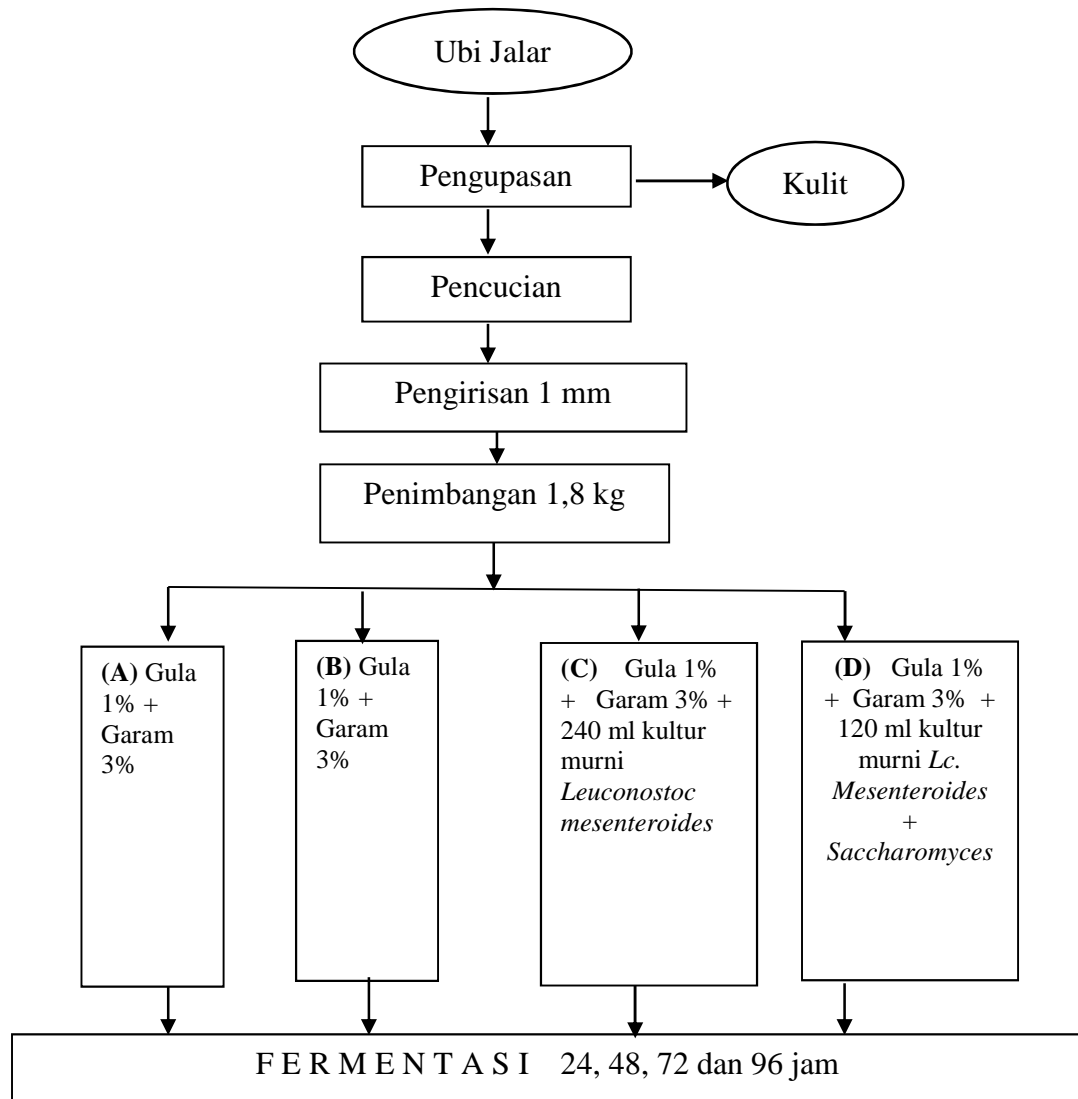 Ubi Jalar
Pengupasan
Kulit
Pencucian
Pengirisan 1 mm
Penimbangan 1,8 kg
(A) Gula
1% +
Garam
3%
(B) Gula
1% +
Garam
3%
(C) Gula 1%
+ Garam 3% +
240 ml kultur
murni
Leuconostoc
mesenteroides
(D) Gula 1%
+ Garam 3% +
120 ml kultur
murni Lc.
Mesenteroides
+
Saccharomyces
F E R M E N T A S I 24, 48, 72 dan 96 jam